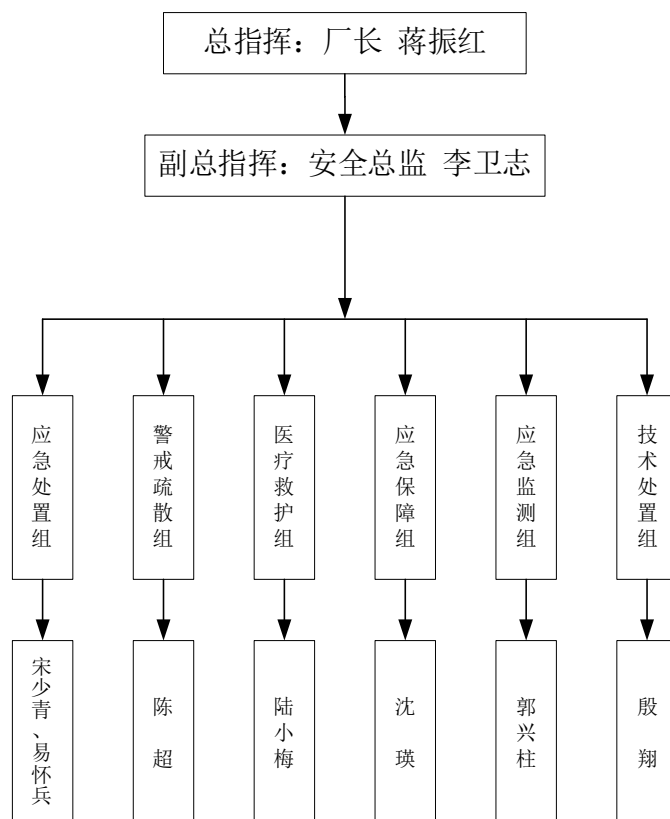 总指挥：厂长 蒋振红
副总指挥：安全总监 李卫志
应急处置组
警戒疏散组
医疗救护组
应急保障组
应急监测组
技术处置组
宋少青、易怀兵
陈超
陆小梅
沈瑛
郭兴柱
殷翔